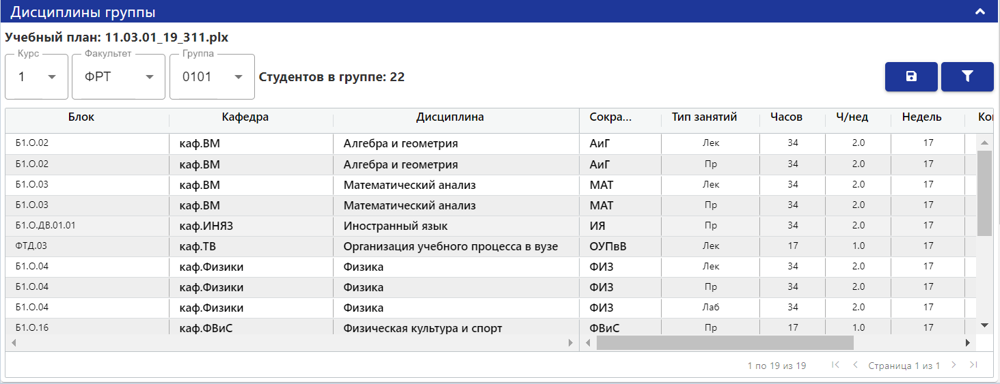 Дисциплины группы
Учебный план: 11.03.01_19_311.plx
Курс Факультет Группа
1 ФРТ 0101 Студентов в группе: 22
Блок Кафедра Дисциплина Сокра... Тип занятий Часов Ч/нед Недель Ко
Б1.О.02 каф.ВМ Алгебра и геометрия АиГ Лек 34 2.0 17
Б1.О.02 каф.ВМ Алгебра и геометрия АиГ Пр 34 2.0 17
Б1.О.03 каф.ВМ Математический анализ МАТ Лек 34 2.0 17
Б1.О.03 каф.ВМ Математический анализ МАТ Пр 34 2.0 17
Б1.О.ДВ.01.01 каф.ИНЯЗ Иностранный язык ИЯ Пр 34 2.0 17
ФТД.03 каф.ТВ Организация учебного процесса в вузе ОУПвВ Лек 17 1.0 17
Б1.О.04 каф.Физики Физика ФИЗ Лек 34 2.0 17
Б1.О.04 каф.Физики Физика ФИЗ Пр 34 2.0 17
Б1.О.04 каф.Физики Физика ФИЗ Лаб 34 2.0 17
Б1.О.16 каф.ФВиС Физическая культура и спорт ФВиС Пр 17 1.0 17
1 по 19 из 19 Страница 1 из 1